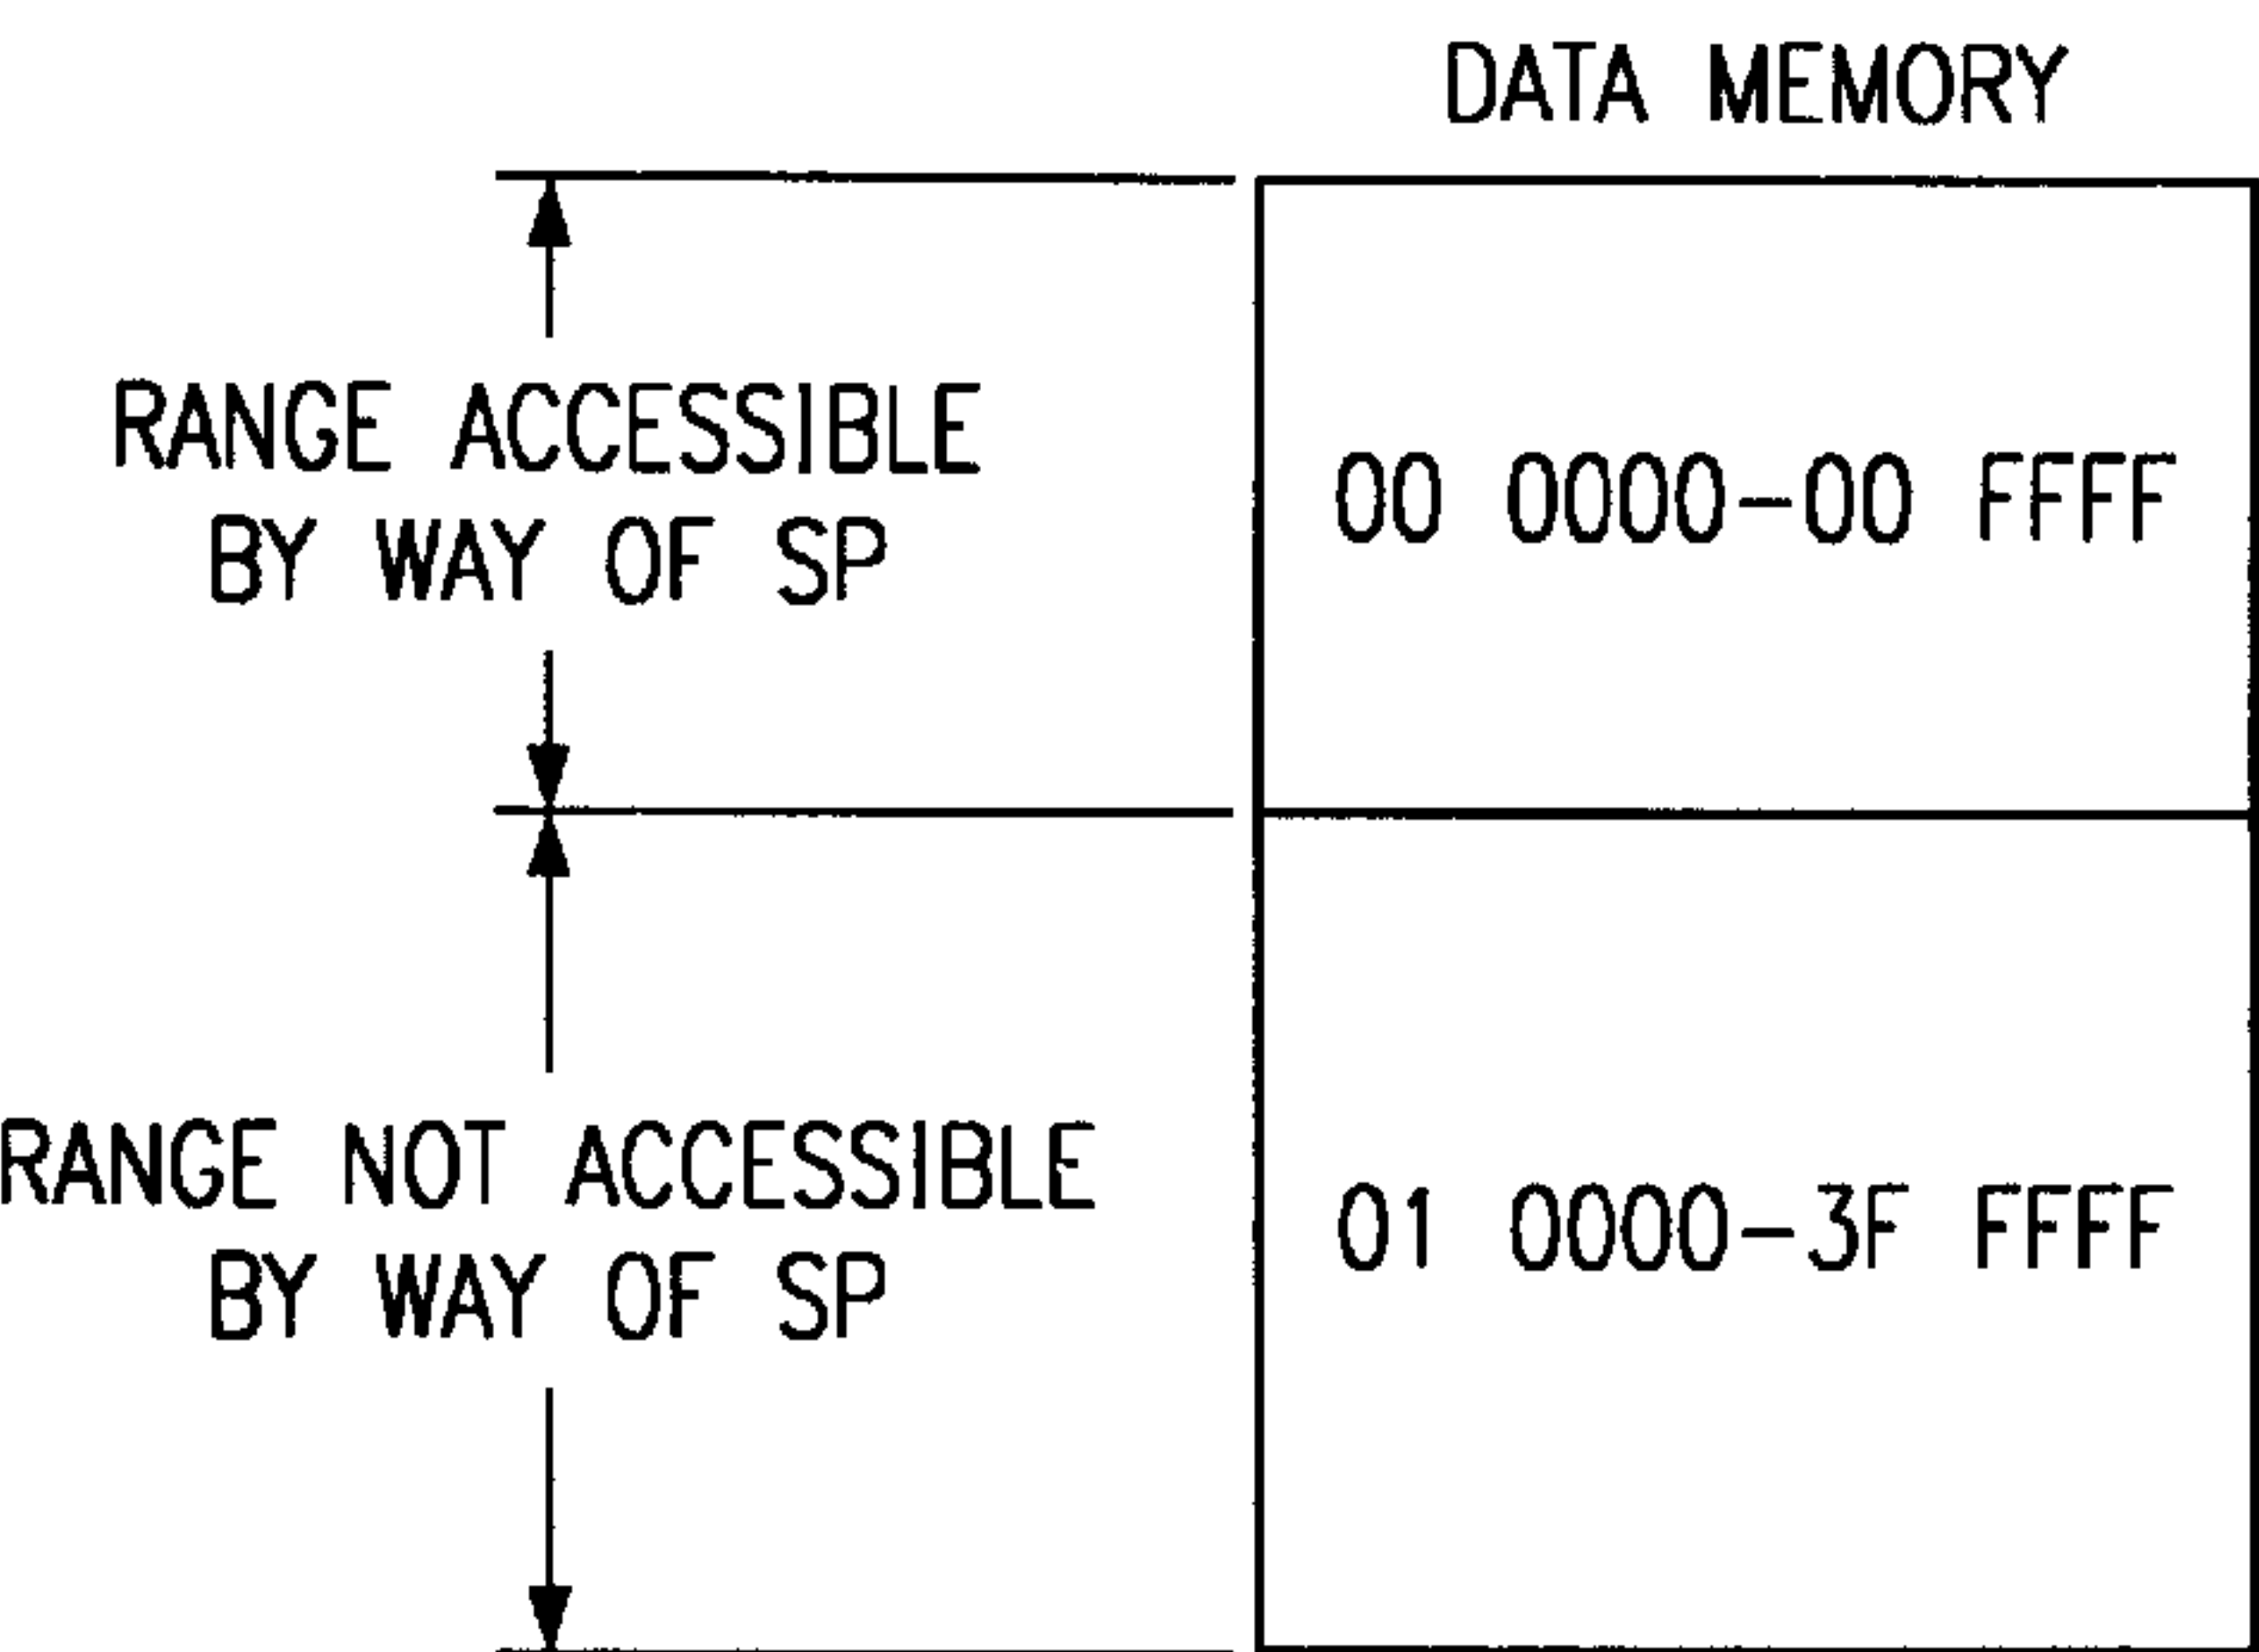 DATA MEMORY
RANGE ACCESSIBLE
BY WAY OF SP
00 0000-00 FFFF
RANGE NOT ACCESSIBLE
BY WAY OF SP
01 0000-3F FFFF